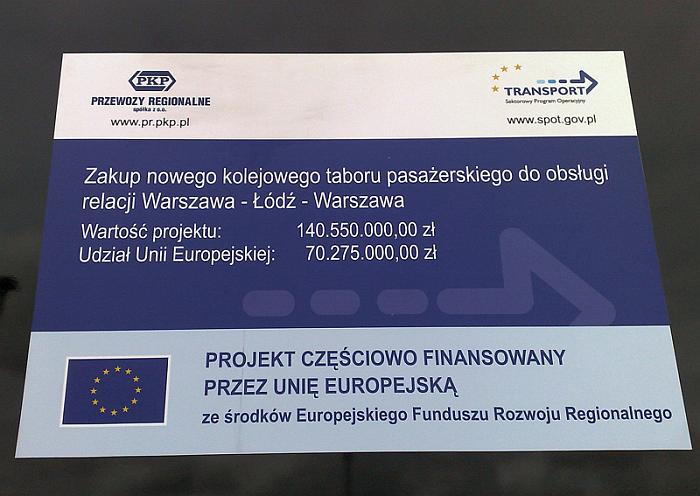 PKP
PRZEWOZY REGIONALNE
spółka z o.o.
www.pr.pkp.pl
TRANSPORT
Sektorowy Program Operacyjny
www.spot.gov.pl
Zakup nowego kolejowego taboru pasażerskiego do obsługi
relacji Warszawa - Łódź - Warszawa
Wartość projektu: 140.550.000,00 zł
Udział Unii Europejskiej: 70.275.000,00 zł
PROJEKT CZĘŚCIOWO FINANSOWANY
PRZEZ UNIĘ EUROPEJSKĄ
ze środków Europejskiego Funduszu Rozwoju Regionalnego